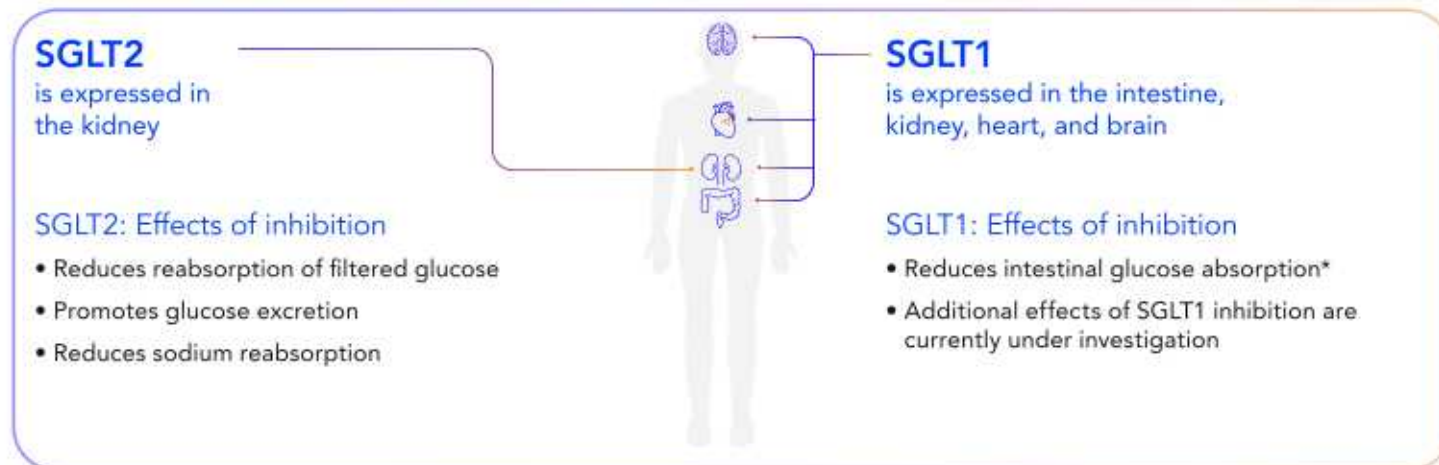 SGLT2
is expressed in
the kidney
SGLT2: Effects of inhibition
• Reduces reabsorption of filtered glucose
• Promotes glucose excretion
• Reduces sodium reabsorption
SGLT1
is expressed in the intestine,
kidney, heart, and brain
SGLT1: Effects of inhibition
• Reduces intestinal glucose absorption*
• Additional effects of SGLT1 inhibition are
currently under investigation